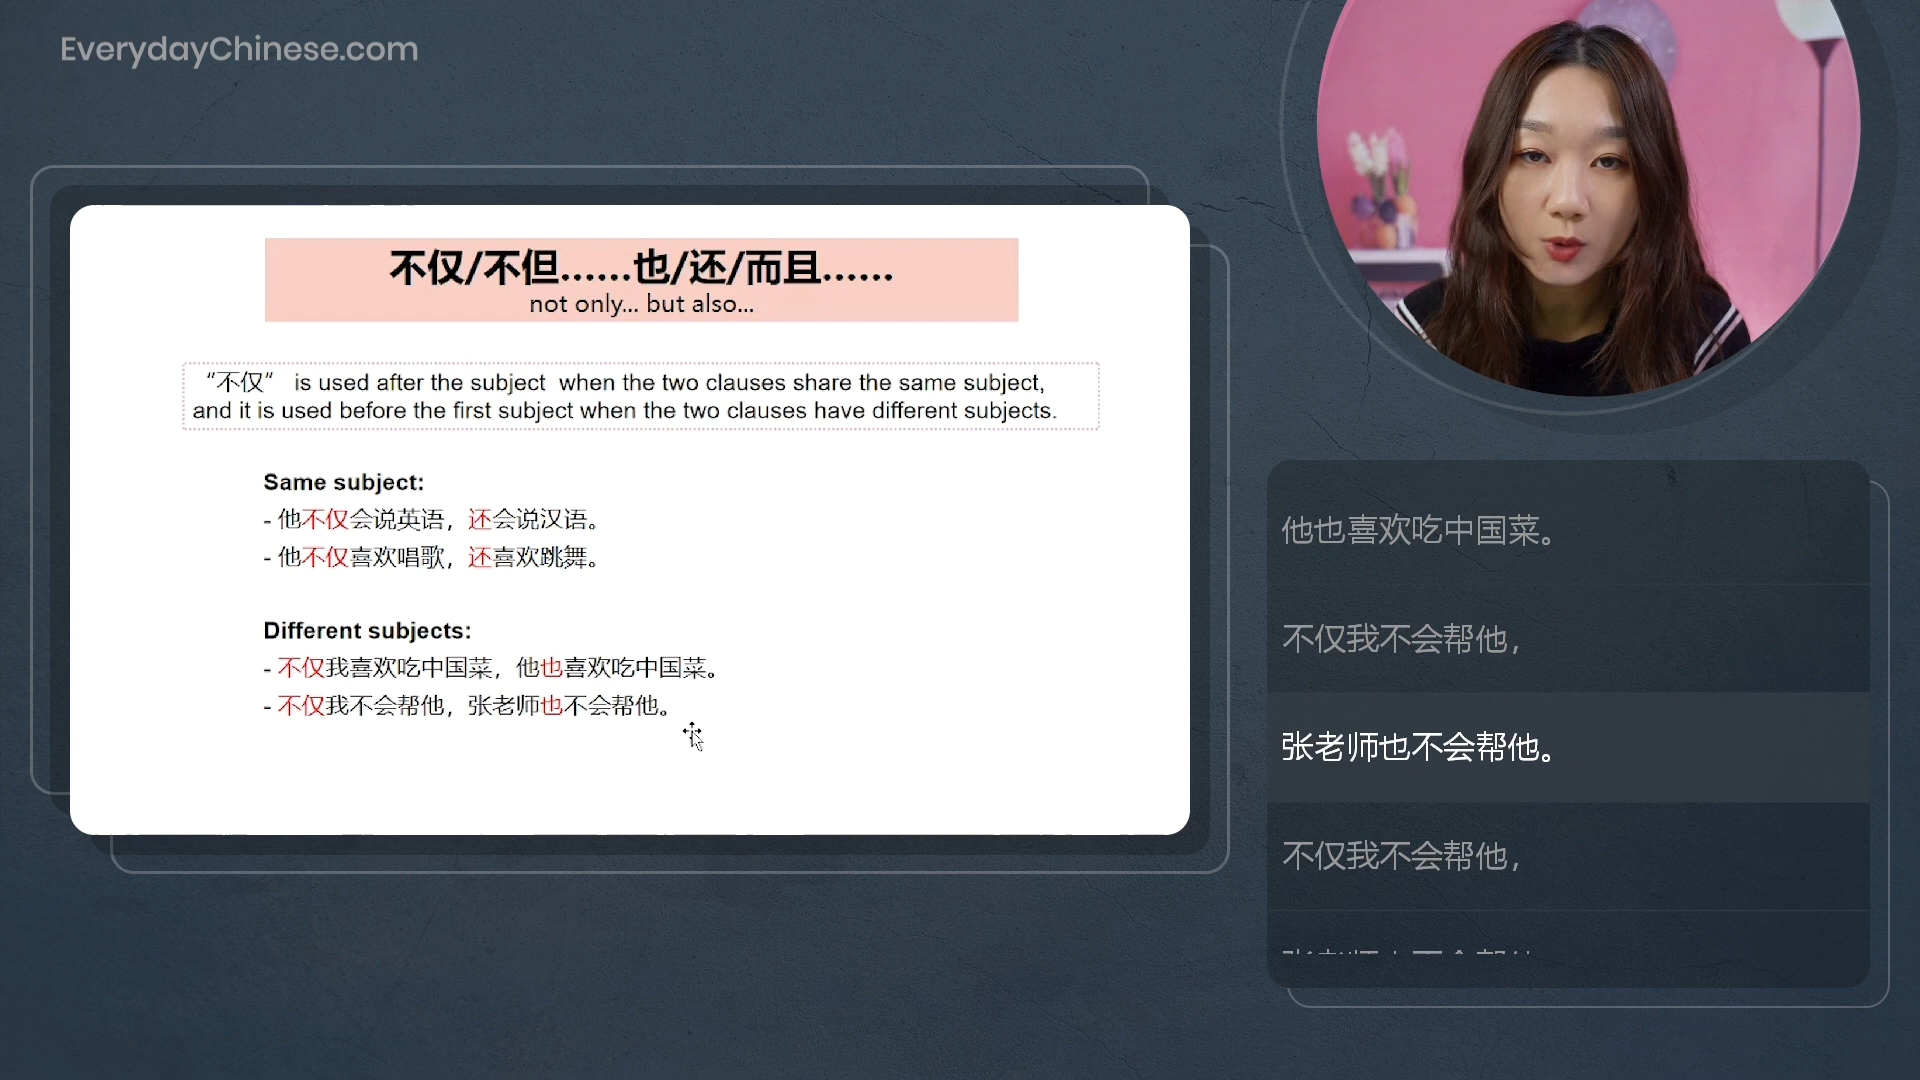 EverydayChinese.com
不仅/不但……也/还/而且……
not only... but also...
“不仅” is used after the subject when the two clauses share the same subject,
and it is used before the first subject when the two clauses have different subjects.
Same subject:
- 他不仅会说英语，还会说汉语。
- 他不仅喜欢唱歌，还喜欢跳舞。
Different subjects:
- 不仅我喜欢吃中国菜，他也喜欢吃中国菜。
- 不仅我不会帮他，张老师也不会帮他。
他也喜欢吃中国菜。
不仅我不会帮他，
张老师也不会帮他。
不仅我不会帮他，